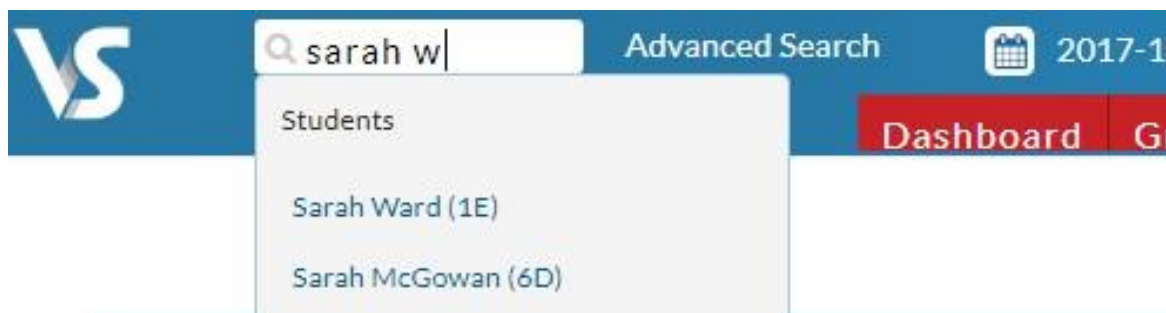 VS
sarah w
Advanced Search
2017-1
Dashboard
G
Students
Sarah Ward (1E)
Sarah McGowan (6D)